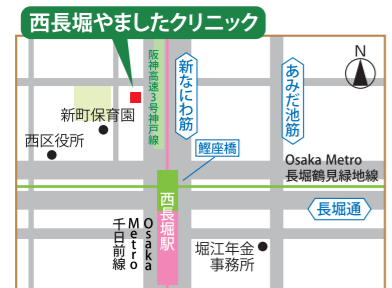 西長堀やましたクリニック
N
阪神高速3号神戸線
新なにわ筋
あみだ池筋
新町保育園
西区役所
鰹座橋
Osaka Metro
長堀鶴見緑地線
西長堀駅
長堀通
Osaka
Metro
千日前線
堀江年金
事務所